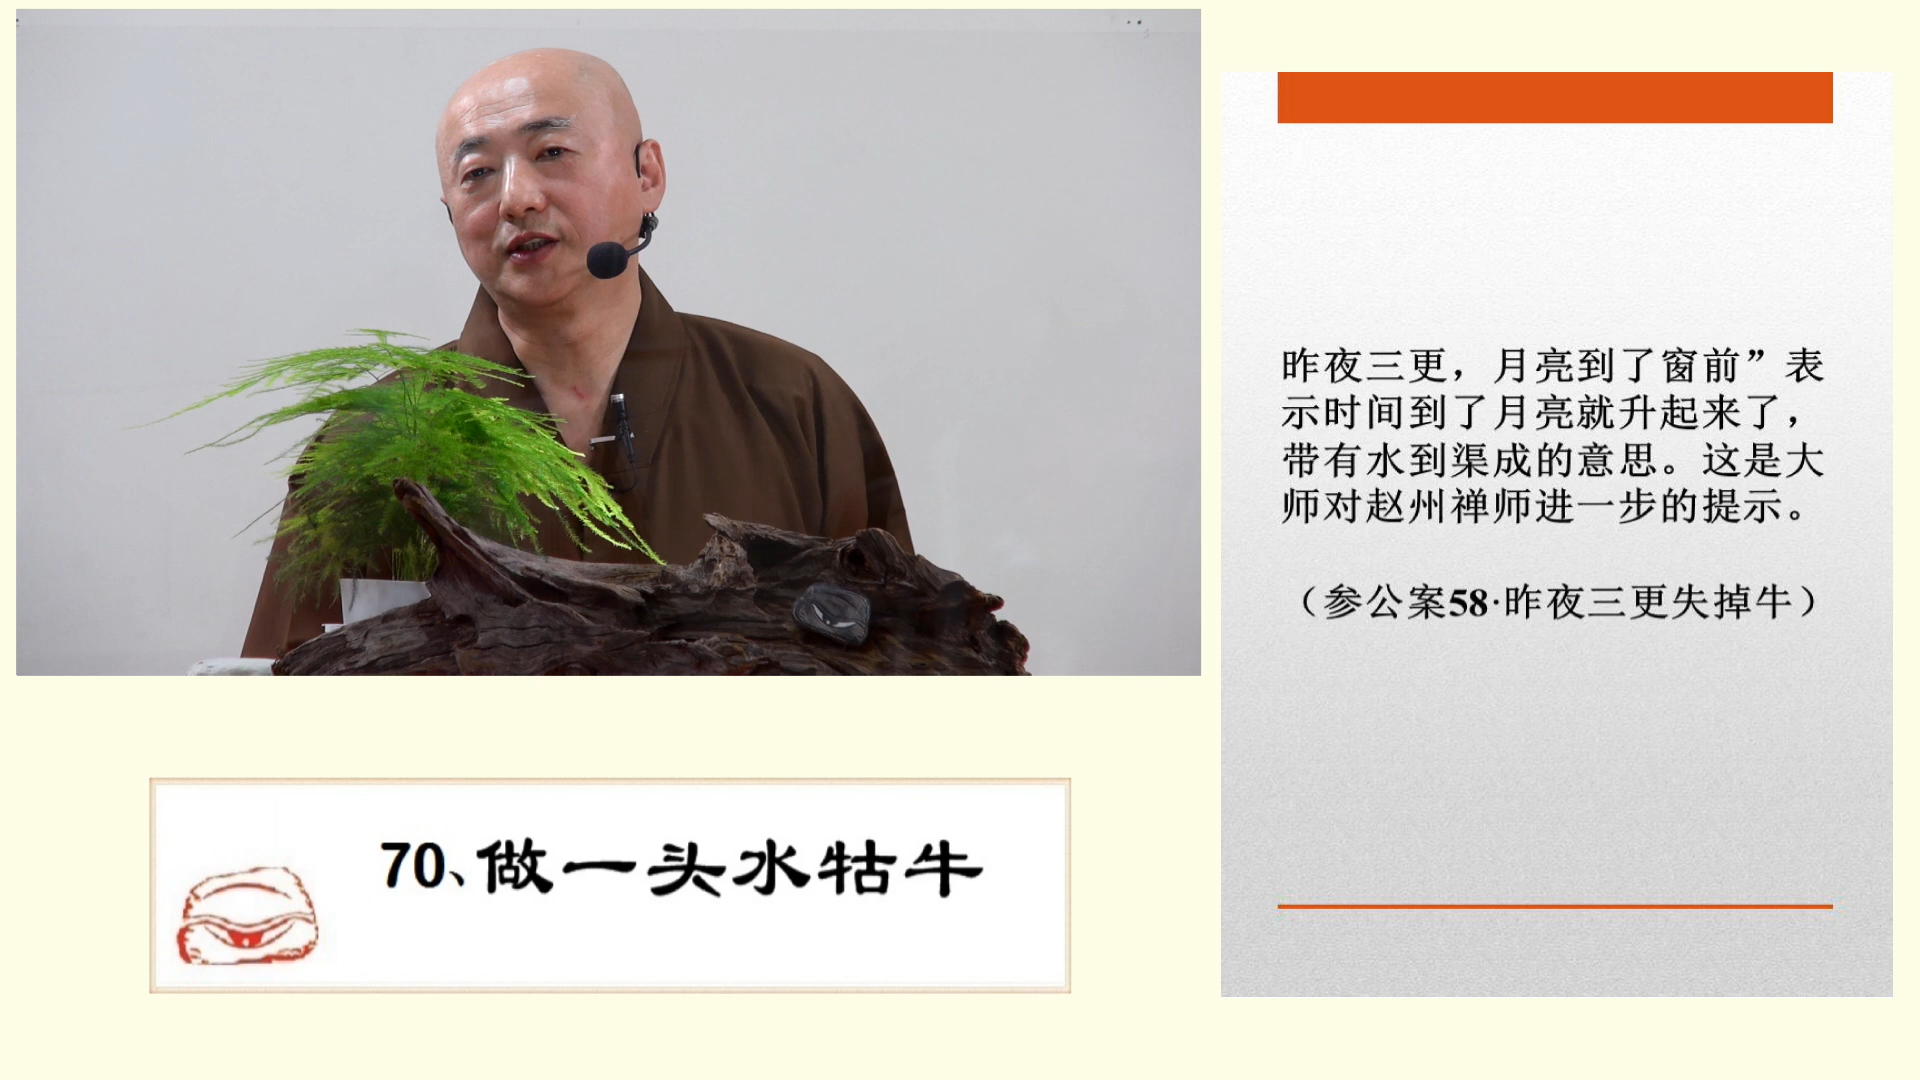 昨夜三更，月亮到了窗前”表
示时间到了月亮就升起来了，
带有水到渠成的意思。这是大
师对赵州禅师进一步的提示。
（参公案58·昨夜三更失掉牛）
70、做一头水牯牛